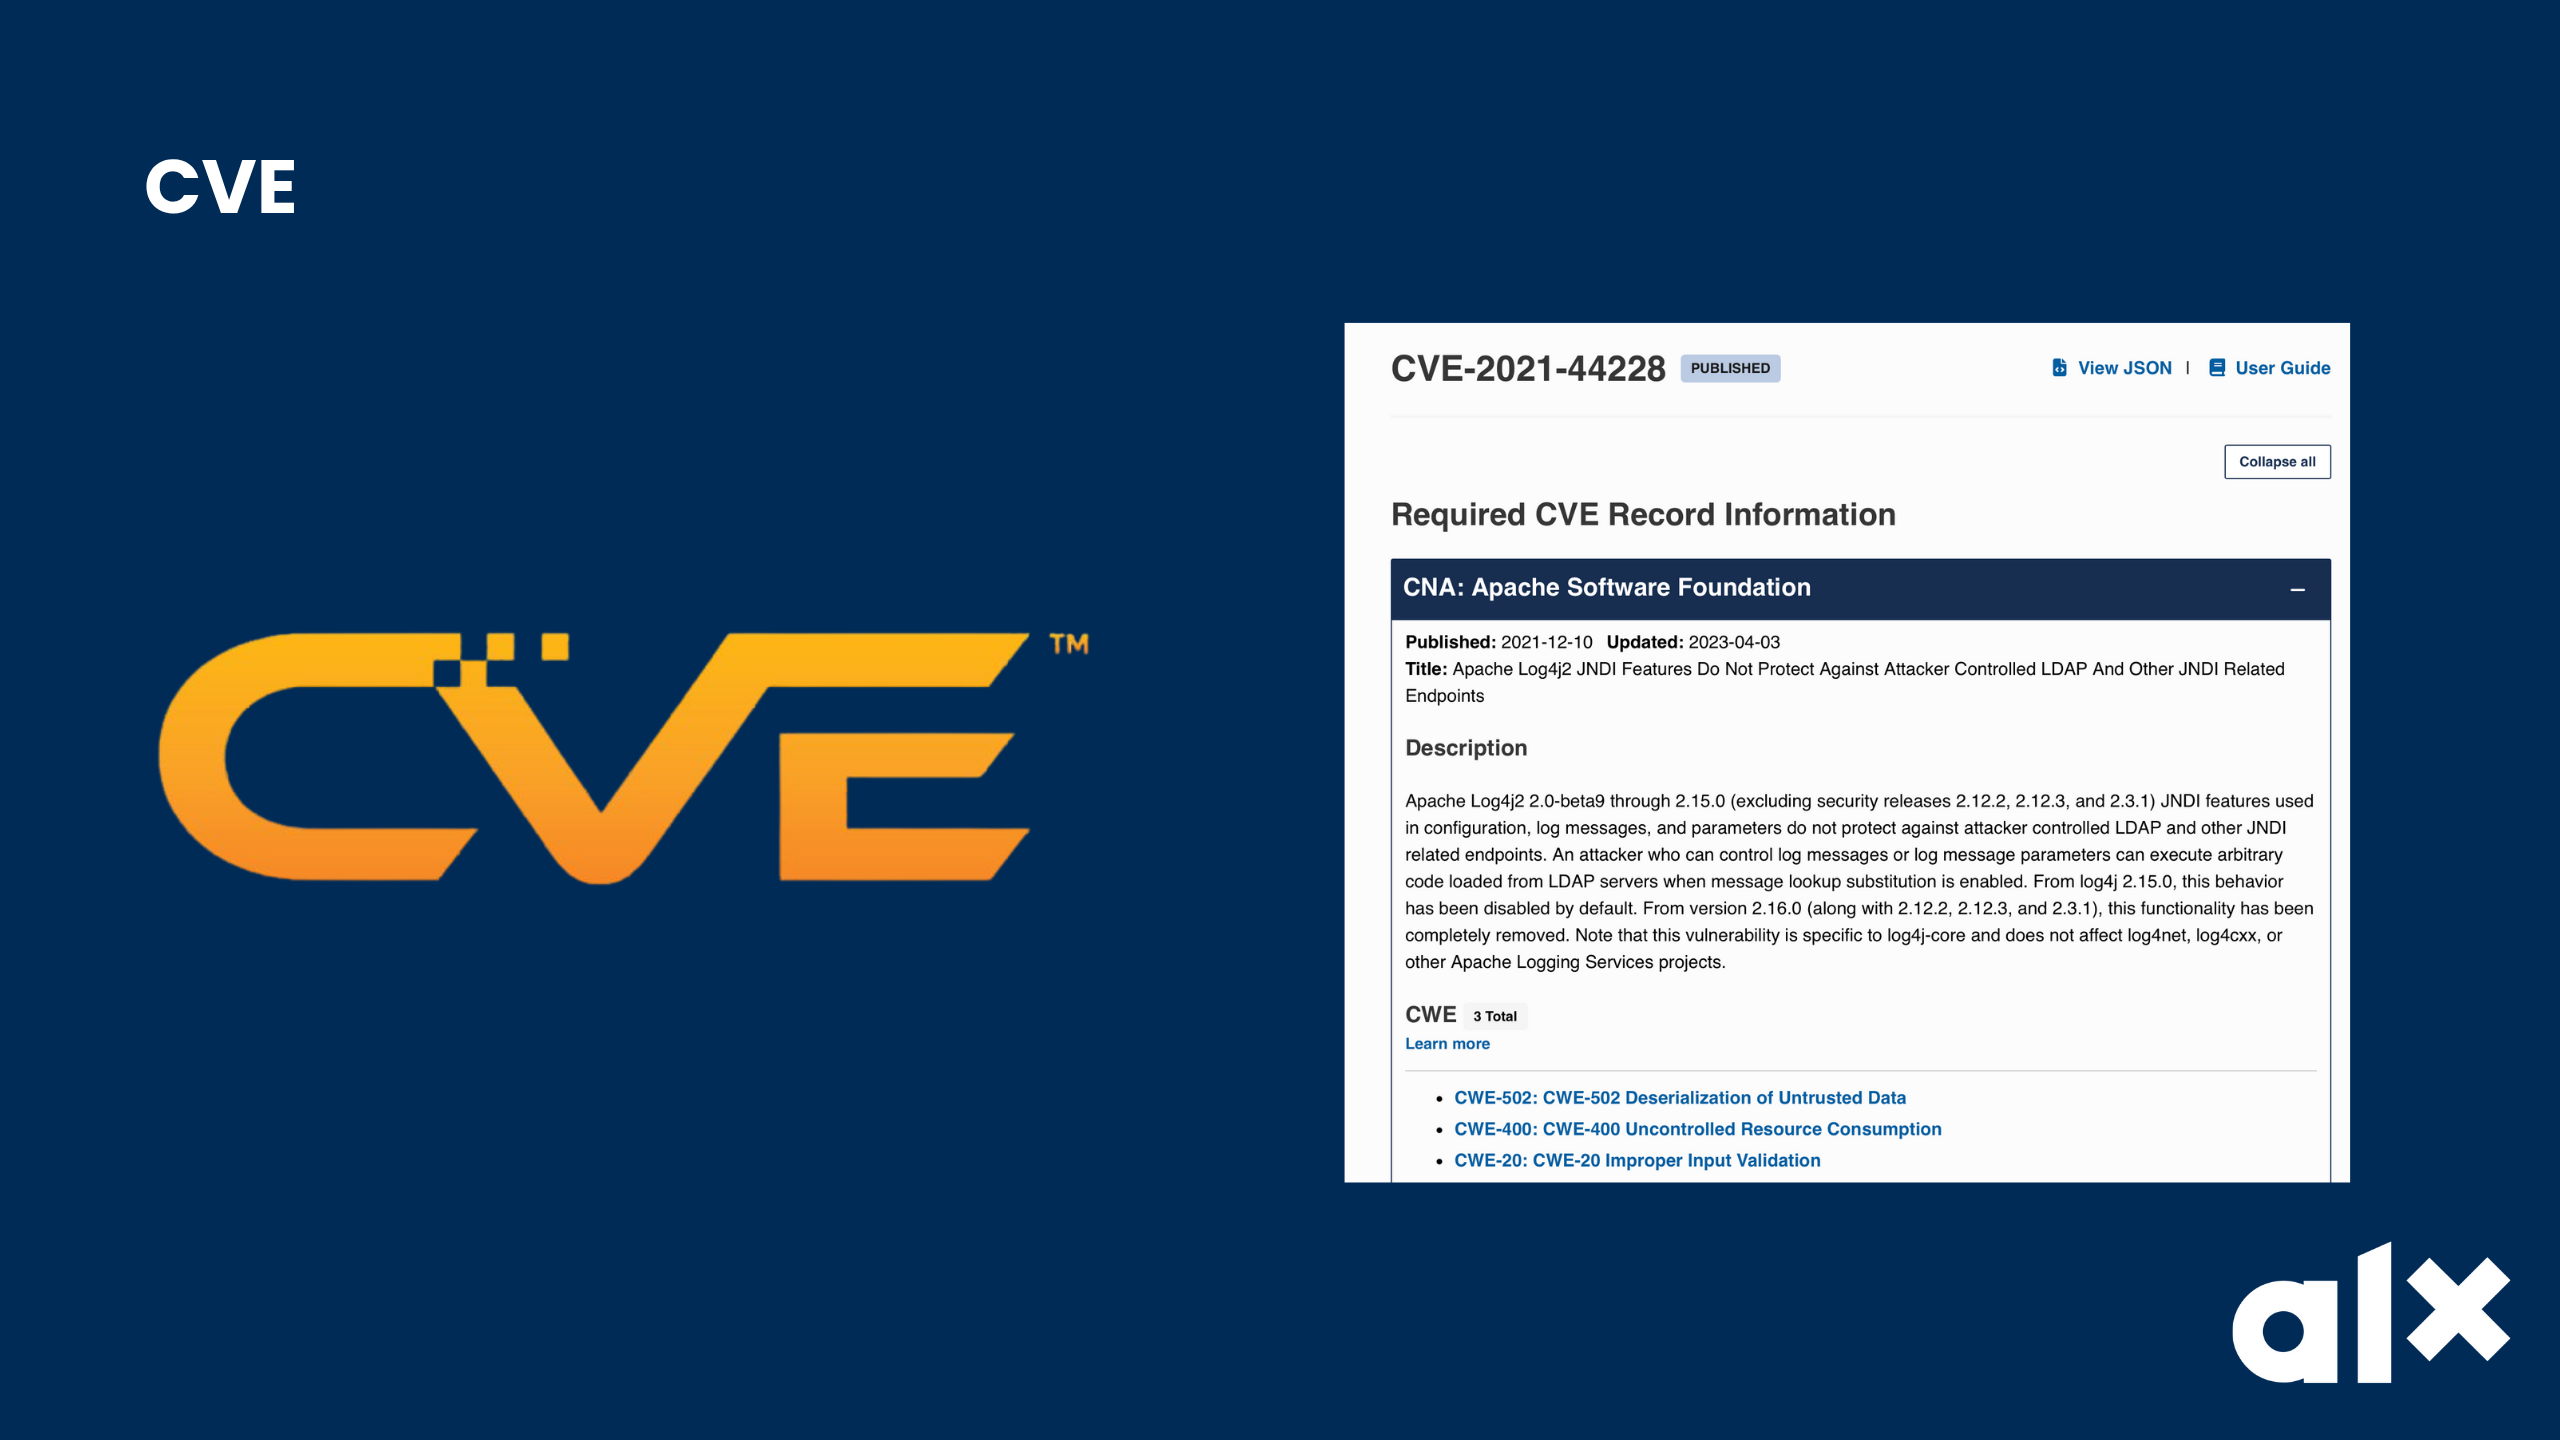 CVE
CVE™
CVE-2021-44228 PUBLISHED View JSON | User Guide
Collapse all
Required CVE Record Information
CNA: Apache Software Foundation
Published: 2021-12-10 Updated: 2023-04-03
Title: Apache Log4j2 JNDI Features Do Not Protect Against Attacker Controlled LDAP And Other JNDI Related
Endpoints
Description
Apache Log4j2 2.0-beta9 through 2.15.0 (excluding security releases 2.12.2, 2.12.3, and 2.3.1) JNDI features used
in configuration, log messages, and parameters do not protect against attacker controlled LDAP and other JNDI
related endpoints. An attacker who can control log messages or log message parameters can execute arbitrary
code loaded from LDAP servers when message lookup substitution is enabled. From log4j 2.15.0, this behavior
has been disabled by default. From version 2.16.0 (along with 2.12.2, 2.12.3, and 2.3.1), this functionality has been
completely removed. Note that this vulnerability is specific to log4j-core and does not affect log4net, log4cxx, or
other Apache Logging Services projects.
CWE 3 Total
Learn more
• CWE-502: CWE-502 Deserialization of Untrusted Data
• CWE-400: CWE-400 Uncontrolled Resource Consumption
• CWE-20: CWE-20 Improper Input Validation
alx